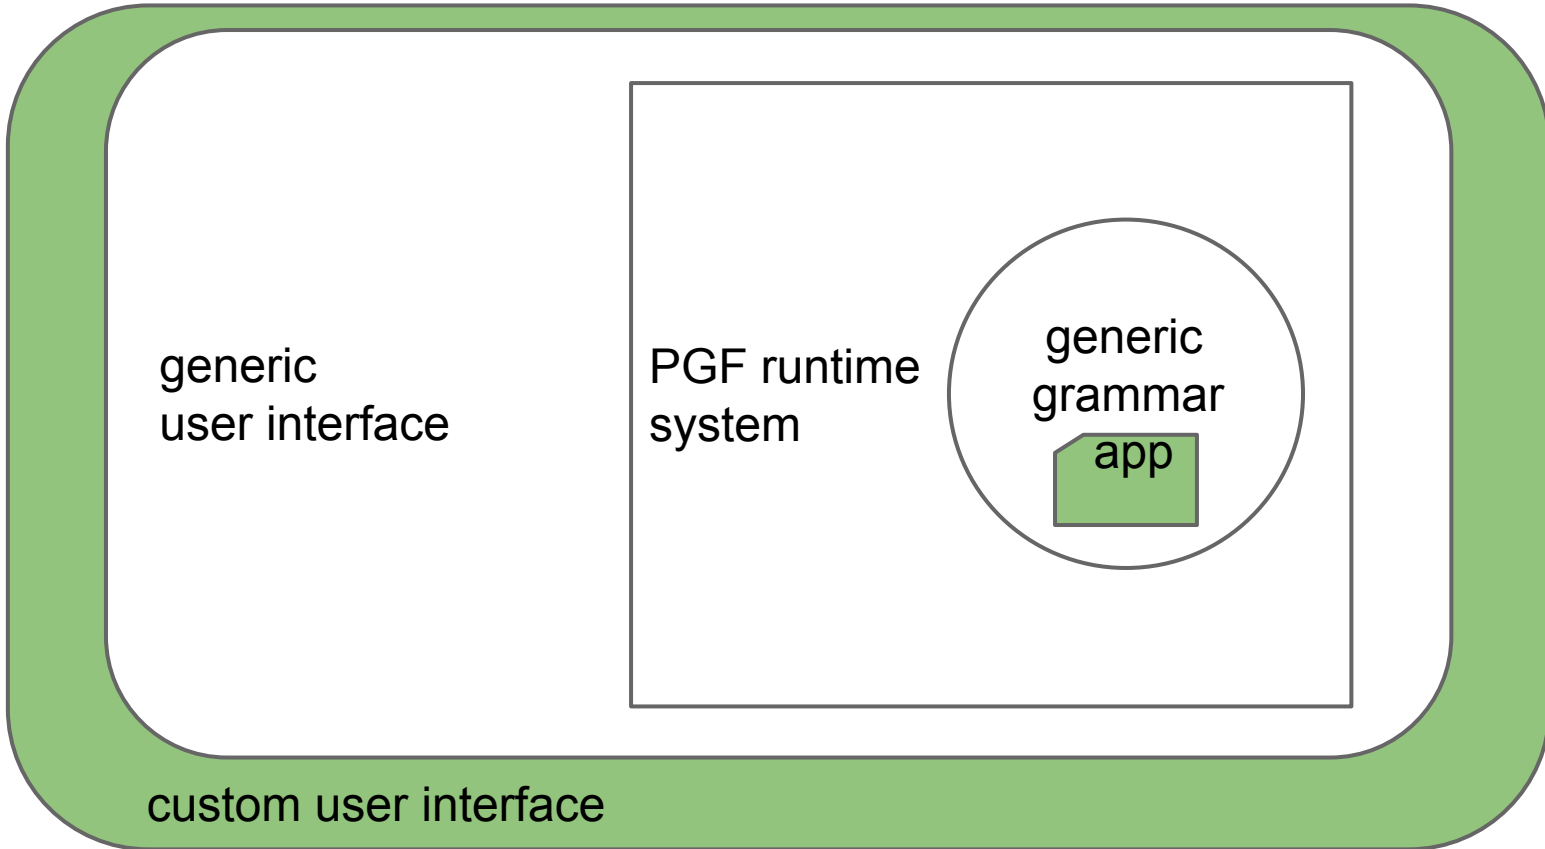 generic
user interface
PGF runtime
system
generic
grammar
app
custom user interface